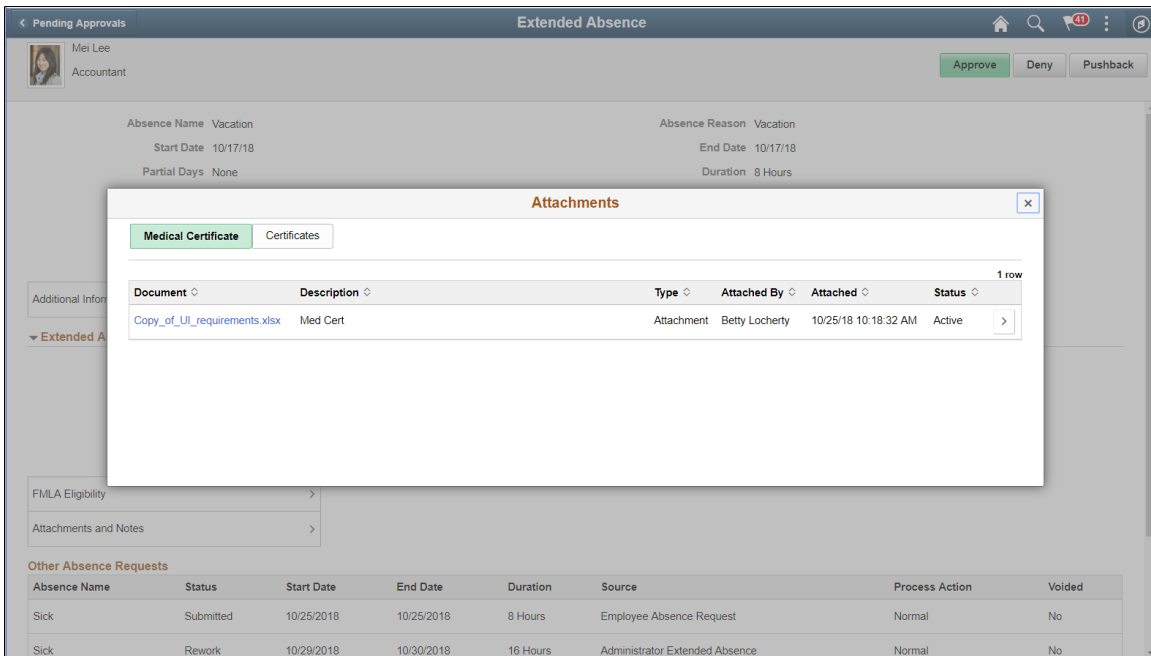 Pending Approvals
Extended Absence
41
Mei Lee
Accountant
Approve Deny Pushback
Absence Name Vacation Absence Reason Vacation
Start Date 10/17/18 End Date 10/17/18
Partial Days None Duration 8 Hours
Attachments
Medical Certificate Certificates
1 row
Document Description Type Attached By Attached Status
Copy_of_UI_requirements.xlsx Med Cert Attachment Betty Locherty 10/25/18 10:18:32 AM Active
Additional Infor
Extended A
FMLA Eligibility
Attachments and Notes
Other Absence Requests
Absence Name Status Start Date End Date Duration Source Process Action Voided
Sick Submitted 10/25/2018 10/25/2018 8 Hours Employee Absence Request Normal No
Sick Rework 10/29/2018 10/30/2018 16 Hours Administrator Extended Absence Normal No